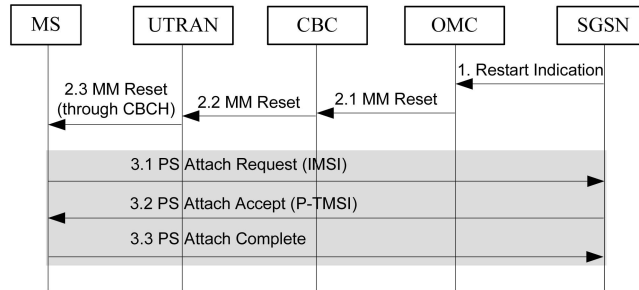 MS UTRAN CBC OMC SGSN
1. Restart Indication
2.3 MM Reset
(through CBCH)
2.2 MM Reset
2.1 MM Reset
3.1 PS Attach Request (IMSI)
3.2 PS Attach Accept (P-TMSI)
3.3 PS Attach Complete